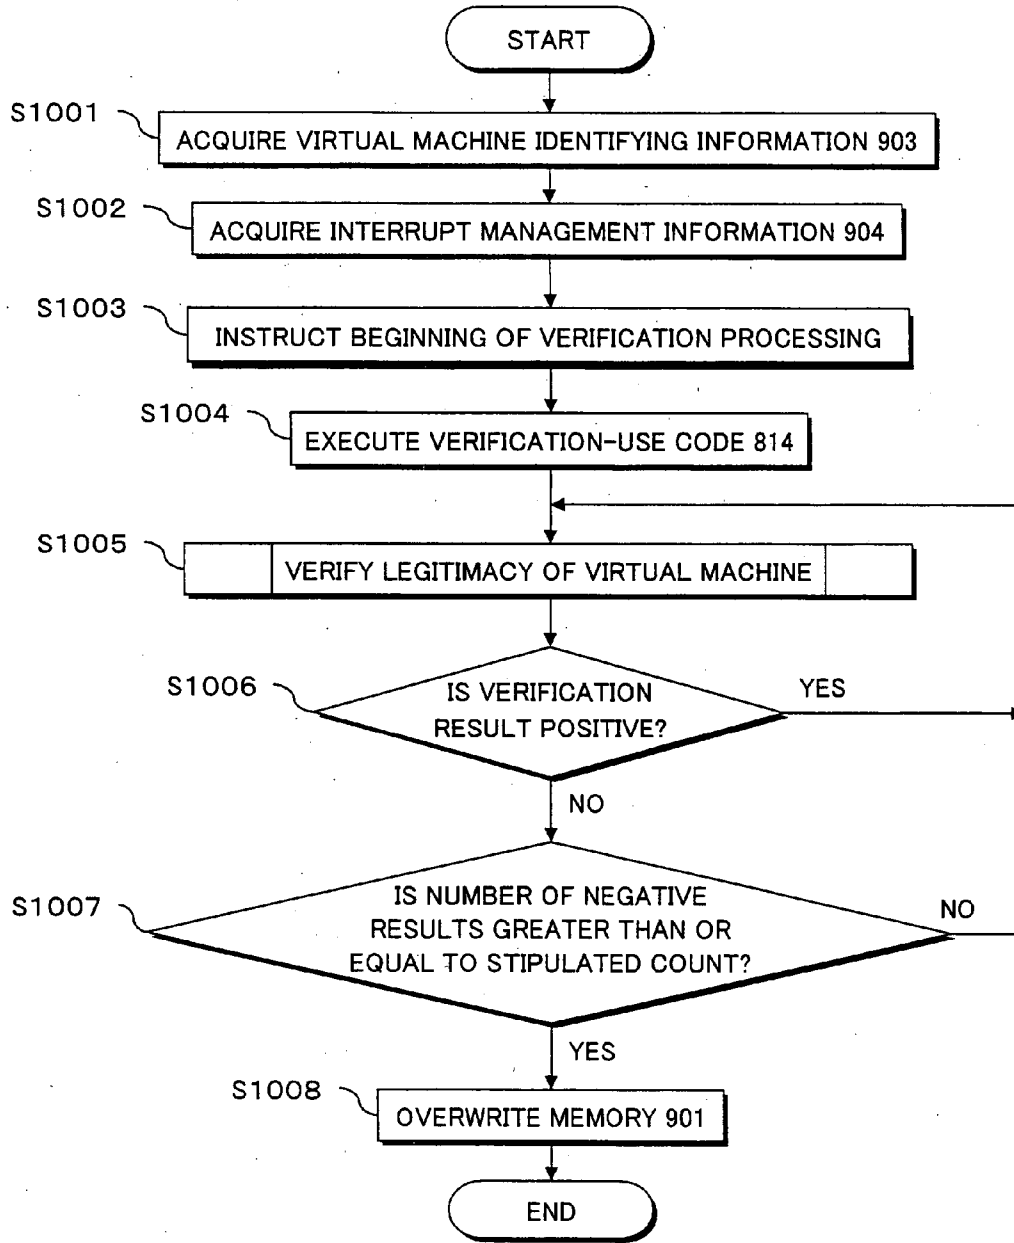 START
S1001
ACQUIRE VIRTUAL MACHINE IDENTIFYING INFORMATION 903
S1002
ACQUIRE INTERRUPT MANAGEMENT INFORMATION 904
S1003
INSTRUCT BEGINNING OF VERIFICATION PROCESSING
S1004
EXECUTE VERIFICATION-USE CODE 814
S1005
VERIFY LEGITIMACY OF VIRTUAL MACHINE
S1006
IS VERIFICATION
RESULT POSITIVE?
YES
NO
S1007
IS NUMBER OF NEGATIVE
RESULTS GREATER THAN OR
EQUAL TO STIPULATED COUNT?
NO
YES
S1008
OVERWRITE MEMORY 901
END